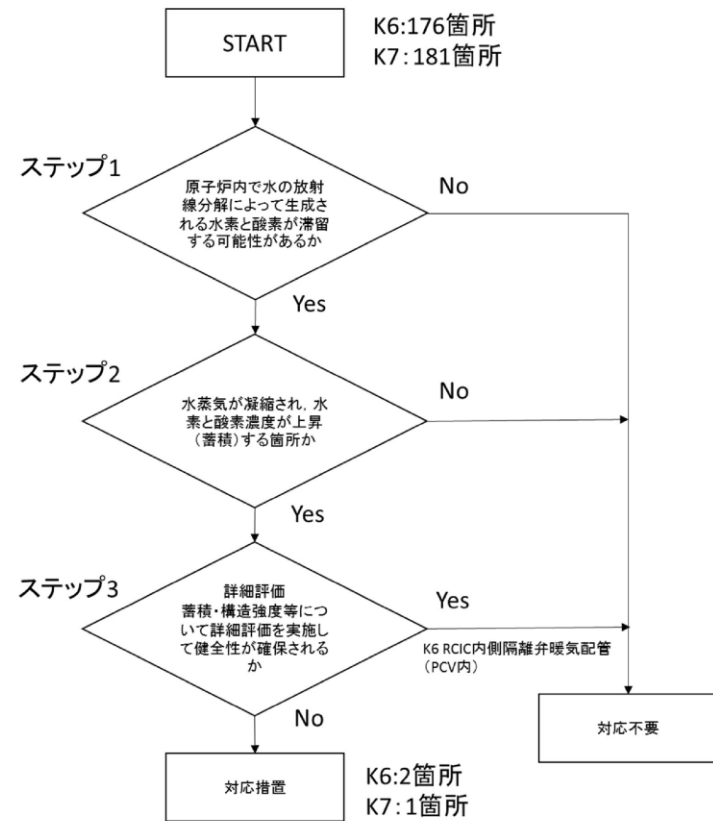 START
K6:176箇所
K7:181箇所
ステップ1
原子炉内で水の放射
線分解によって生成さ
れる水素と酸素が滞留
する可能性があるか
No
Yes
ステップ2
水蒸気が凝縮され，水
素と酸素濃度が上昇
（蓄積）する箇所か
No
Yes
ステップ3
詳細評価
蓄積・構造強度等につ
いて詳細評価を実施し
て健全性が確保される
か
Yes
K6 RCIC内側隔離弁暖気配管
（PCV内）
No
対応不要
対応措置
K6:2箇所
K7:1箇所